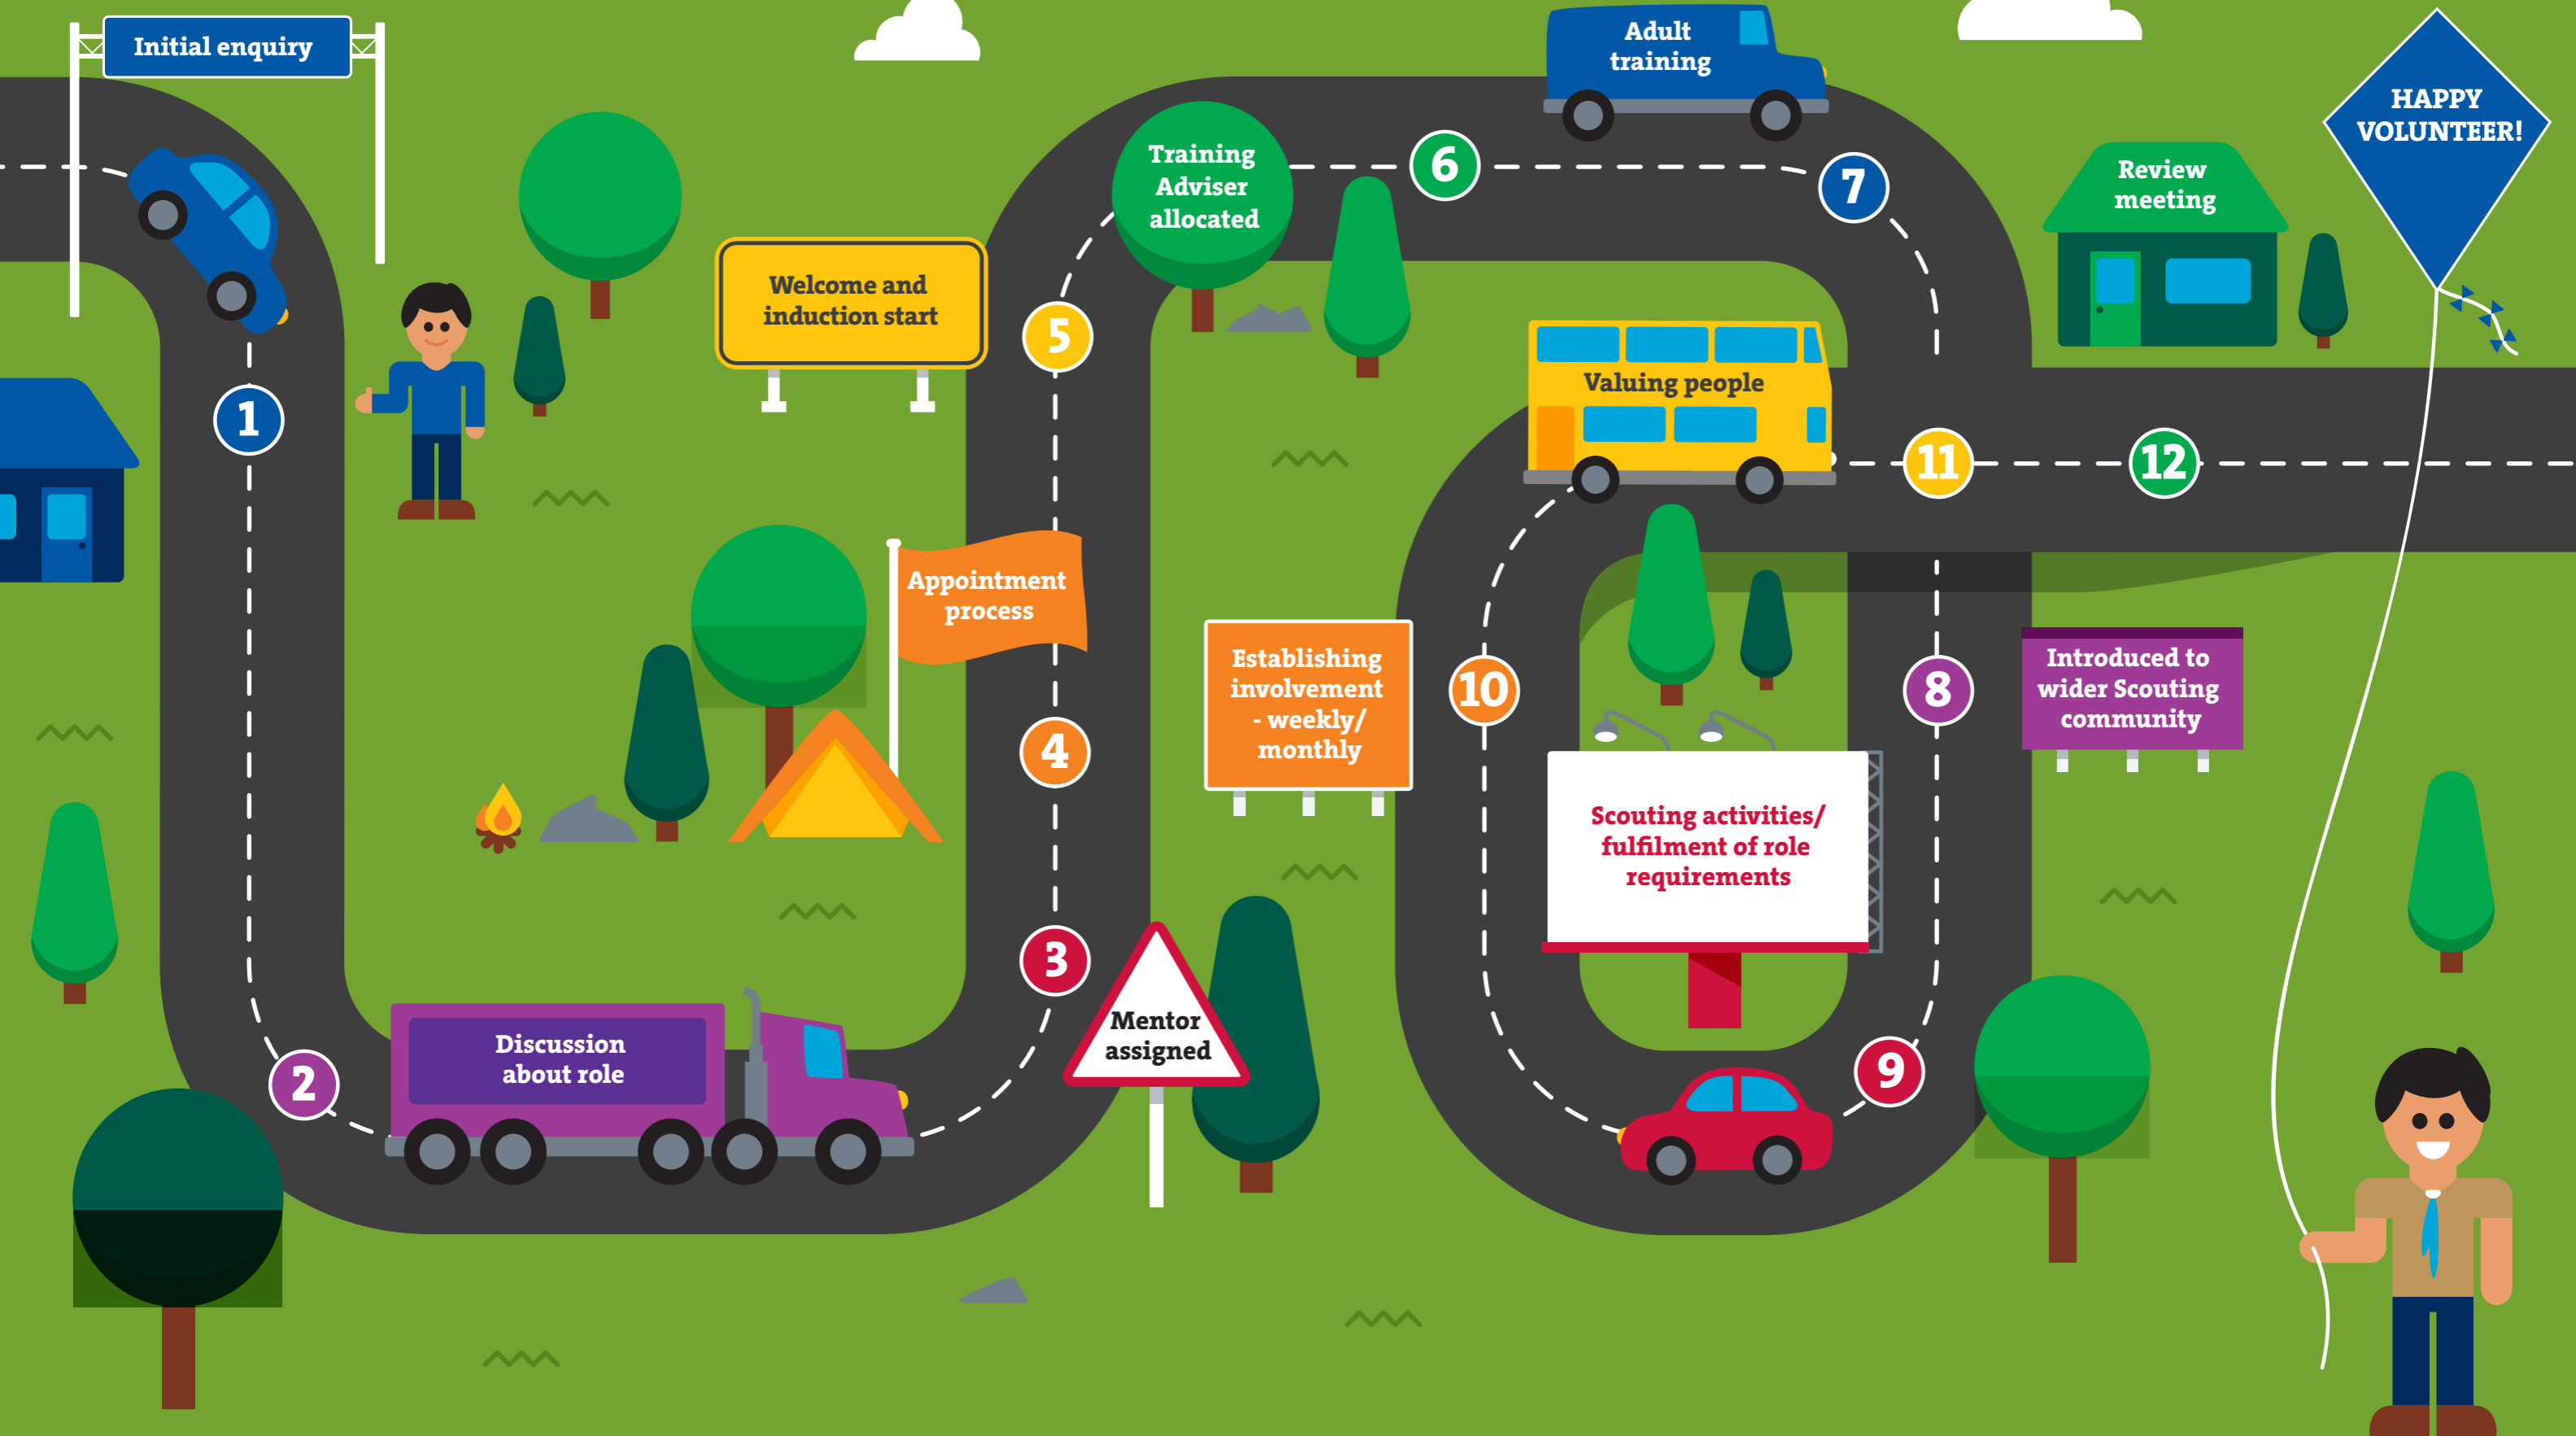 Initial enquiry
1
2
Discussion
about role
3
Mentor
assigned
4
Appointment
process
5
Welcome and
induction start
Training
Adviser
allocated
6
Adult
training
7
8
Introduced to
wider Scouting
community
9
Scouting activities/
fulfilment of role
requirements
10
Establishing
involvement
- weekly/
monthly
Valuing people
11
12
Review
meeting
HAPPY
VOLUNTEER!